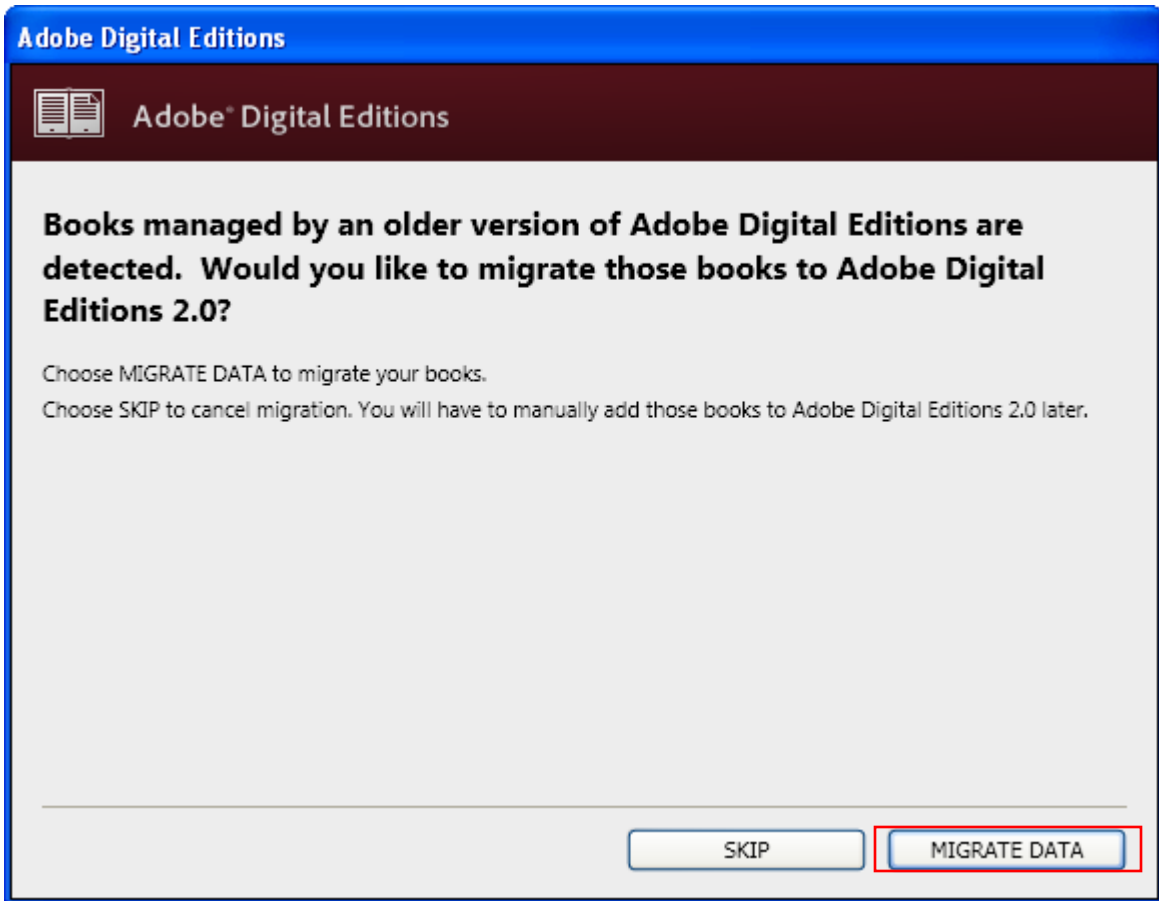 Adobe Digital Editions
Adobe® Digital Editions
Books managed by an older version of Adobe Digital Editions are
detected.  Would you like to migrate those books to Adobe Digital
Editions 2.0?
Choose MIGRATE DATA to migrate your books.
Choose SKIP to cancel migration. You will have to manually add those books to Adobe Digital Editions 2.0 later.
SKIP
MIGRATE DATA